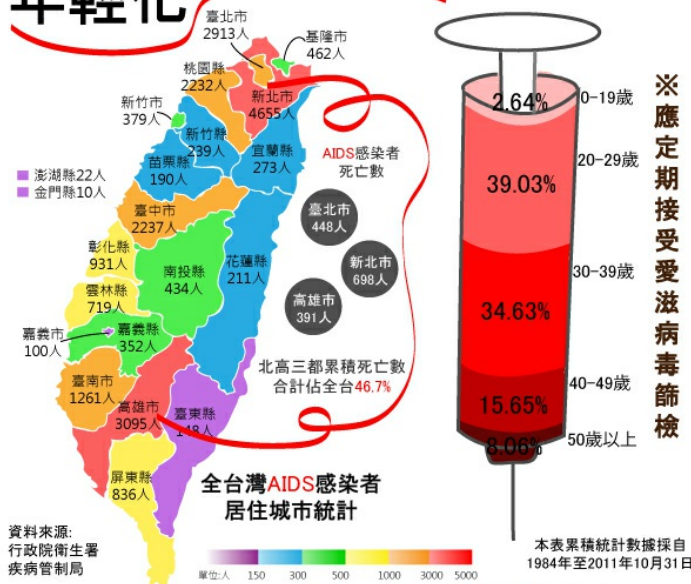 年輕化
臺北市
2913人
基隆市
462人
桃園縣
2232人
新北市
4655人
新竹市
379人
新竹縣
239人
宜蘭縣
273人
苗栗縣
190人
澎湖縣22人
金門縣10人
臺中市
2237人
彰化縣
931人
南投縣
434人
花蓮縣
211人
雲林縣
719人
嘉義市
100人
嘉義縣
352人
臺南市
1261人
高雄市
3095人
臺東縣
148人
屏東縣
836人
AIDS感染者
死亡數
臺北市
448人
新北市
698人
高雄市
391人
北高三都累積死亡數
合計佔全台46.7%
全台灣AIDS感染者
居住城市統計
資料來源:
行政院衛生署
疾病管制局
單位:人 150 300 500 1000 3000 5000
2.64% 0-19歲
20-29歲
39.03%
30-39歲
34.63%
40-49歲
15.65%
50歲以上
8.06%
※應定期接受愛滋病毒篩檢
本表累積統計數據採自
1984年至2011年10月31日